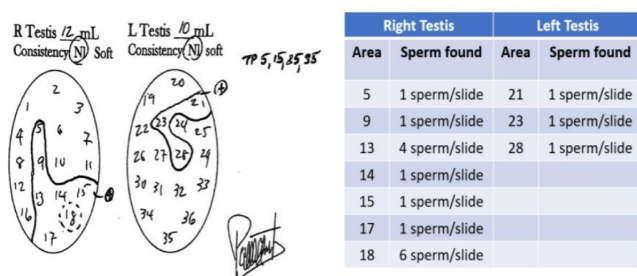 R Testis 12 mL
Consistency Nl Soft
L Testis 10 mL
Consistency Nl soft
TP 5, 15, 25, 35
1 2 3
4 5 6 7
8 9 10 11
12 13 14 15
16 17 18
19 20 21
22 23 24 25
26 27 28 29
30 31 32 33
34 35 36
Right Testis Left Testis
Area Sperm found Area Sperm found
5 1 sperm/slide 21 1 sperm/slide
9 1 sperm/slide 23 1 sperm/slide
13 4 sperm/slide 28 1 sperm/slide
14 1 sperm/slide
15 1 sperm/slide
17 1 sperm/slide
18 6 sperm/slide